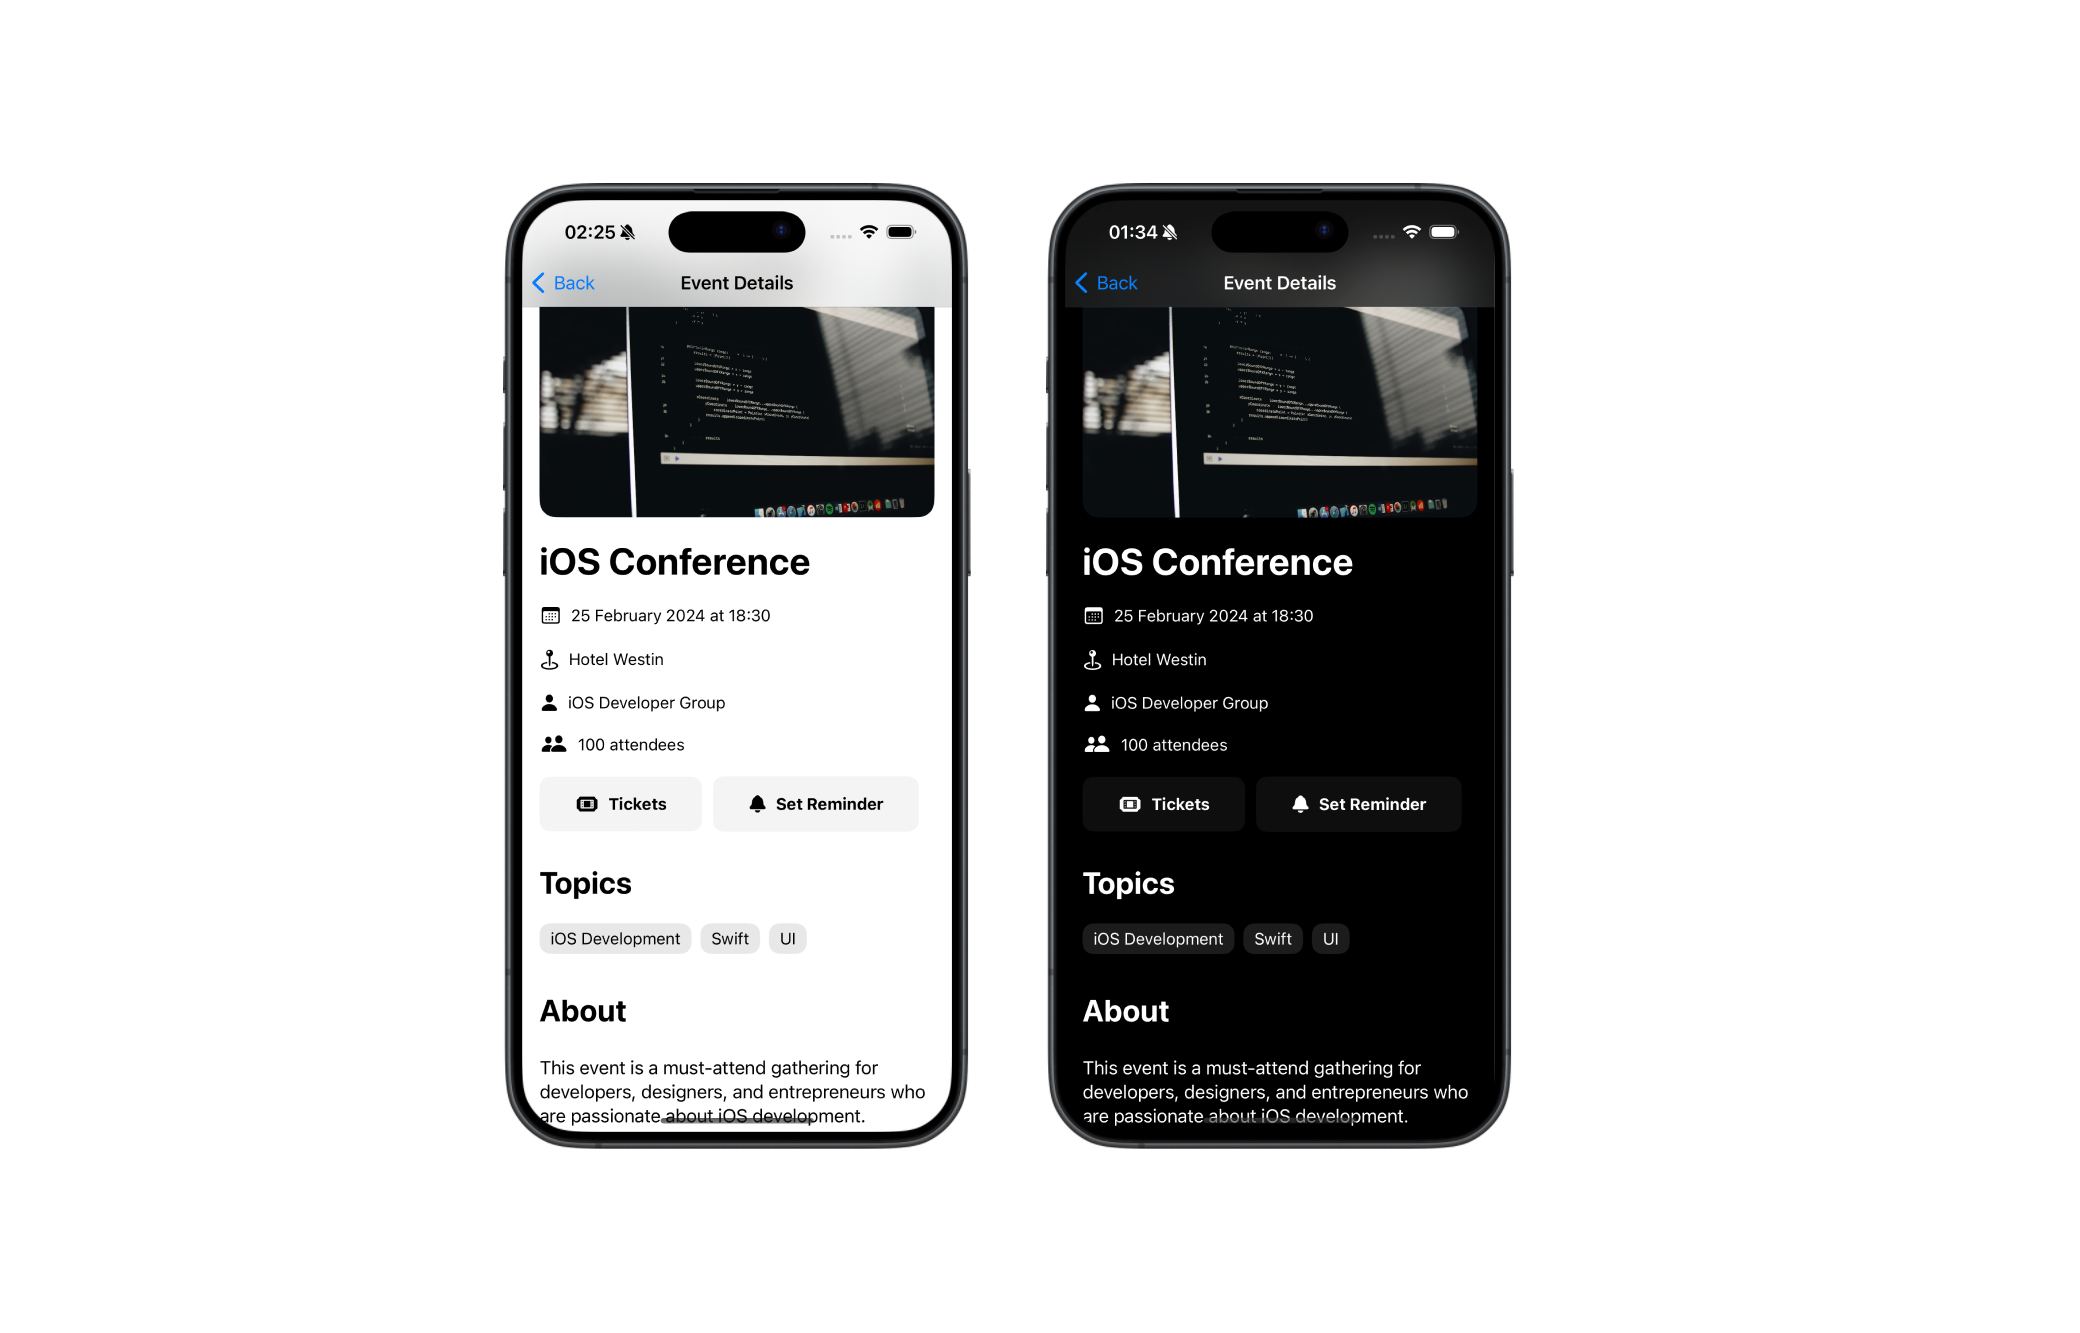 02:25
Back
Event Details
results
iOS Conference
25 February 2024 at 18:30
Hotel Westin
iOS Developer Group
100 attendees
Tickets
Set Reminder
Topics
iOS Development
Swift
UI
About
This event is a must-attend gathering for
developers, designers, and entrepreneurs who
are passionate about iOS development.
01:34
Back
Event Details
results
iOS Conference
25 February 2024 at 18:30
Hotel Westin
iOS Developer Group
100 attendees
Tickets
Set Reminder
Topics
iOS Development
Swift
UI
About
This event is a must-attend gathering for
developers, designers, and entrepreneurs who
are passionate about iOS development.